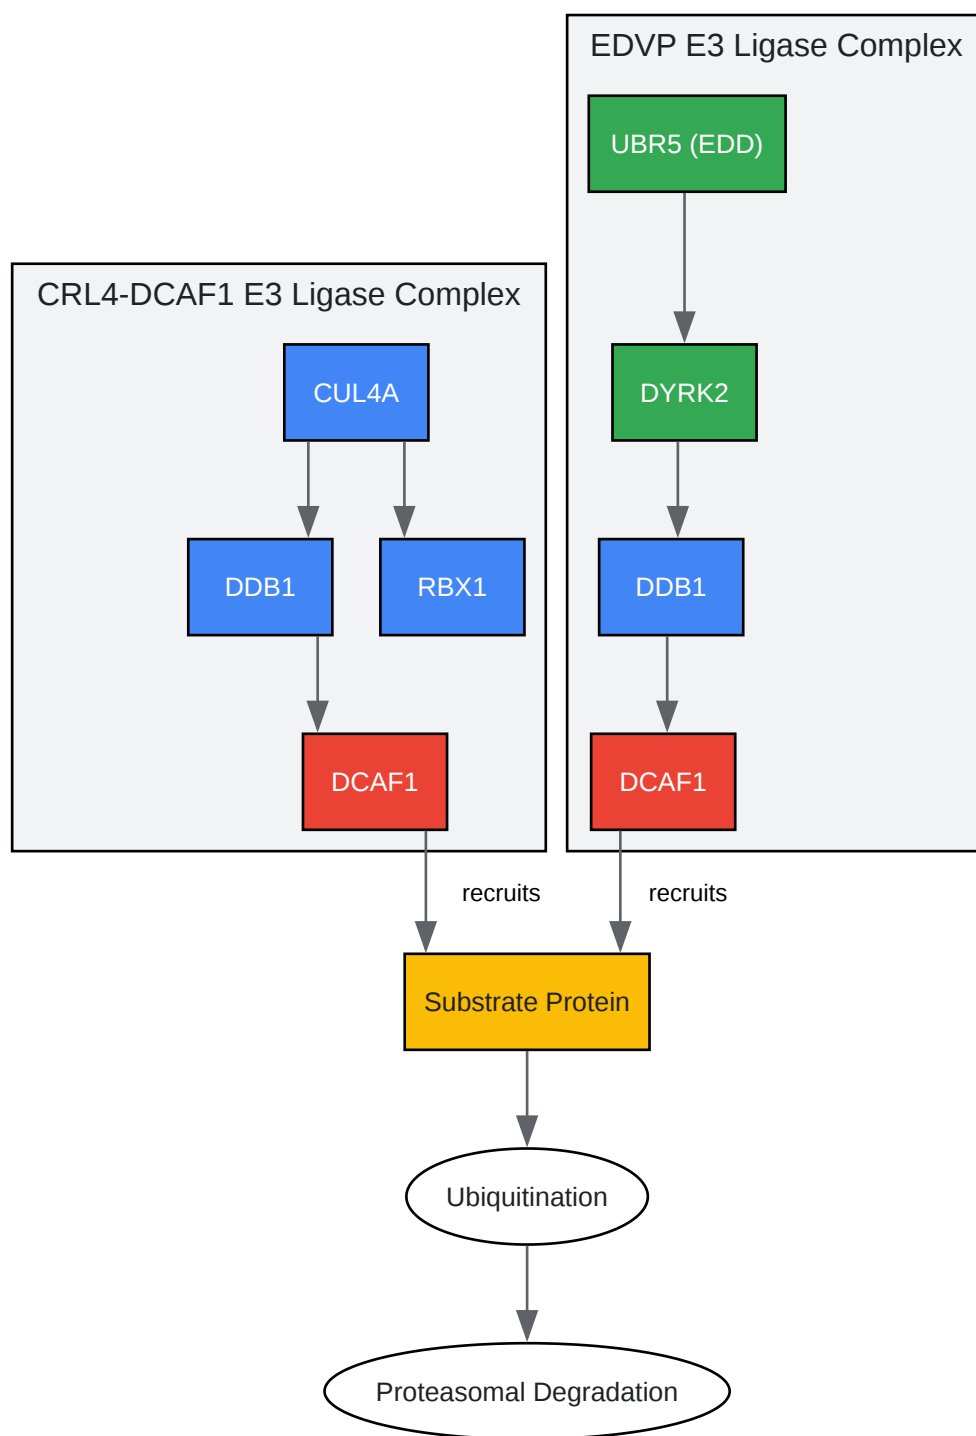 EDVP E3 Ligase Complex
UBR5 (EDD)
CRL4-DCAF1 E3 Ligase Complex
CUL4A
DYRK2
DDB1
RBX1
DDB1
DCAF1
DCAF1
recruits
recruits
Substrate Protein
Ubiquitination
Proteasomal Degradation